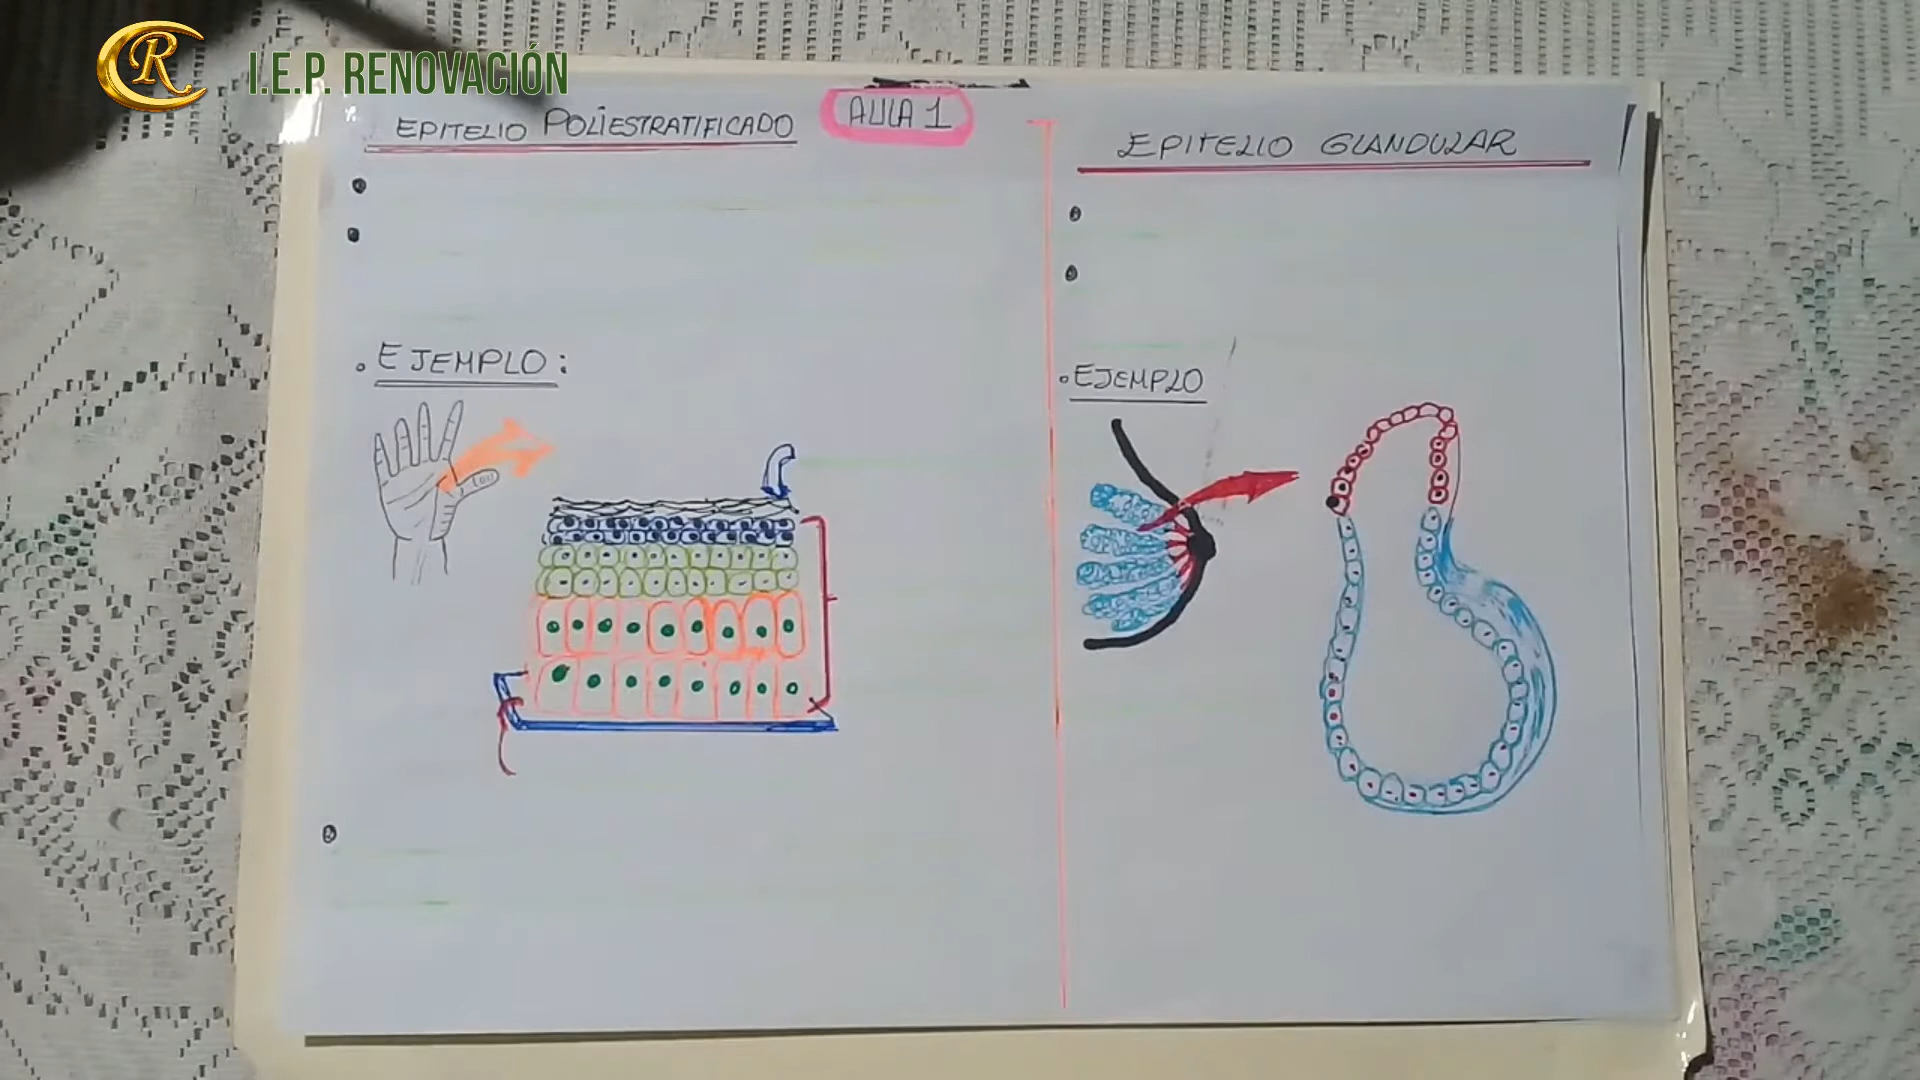 R
I.E.P. RENOVACIÓN
EPITELIO POLIESTRATIFICADO
AULA 1
EJEMPLO:
EPITELIO GLANDULAR
EJEMPLO